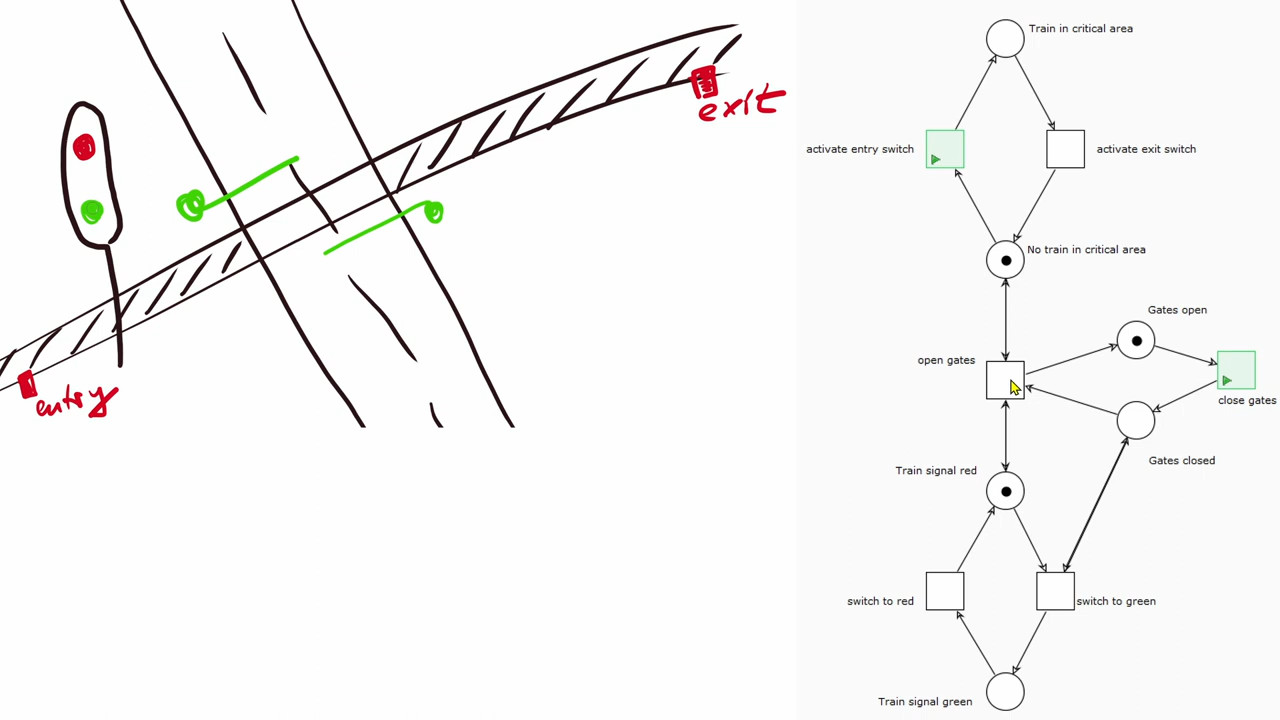 exit
entry
Train in critical area
activate entry switch
activate exit switch
No train in critical area
Gates open
open gates
close gates
Gates closed
Train signal red
switch to red
switch to green
Train signal green